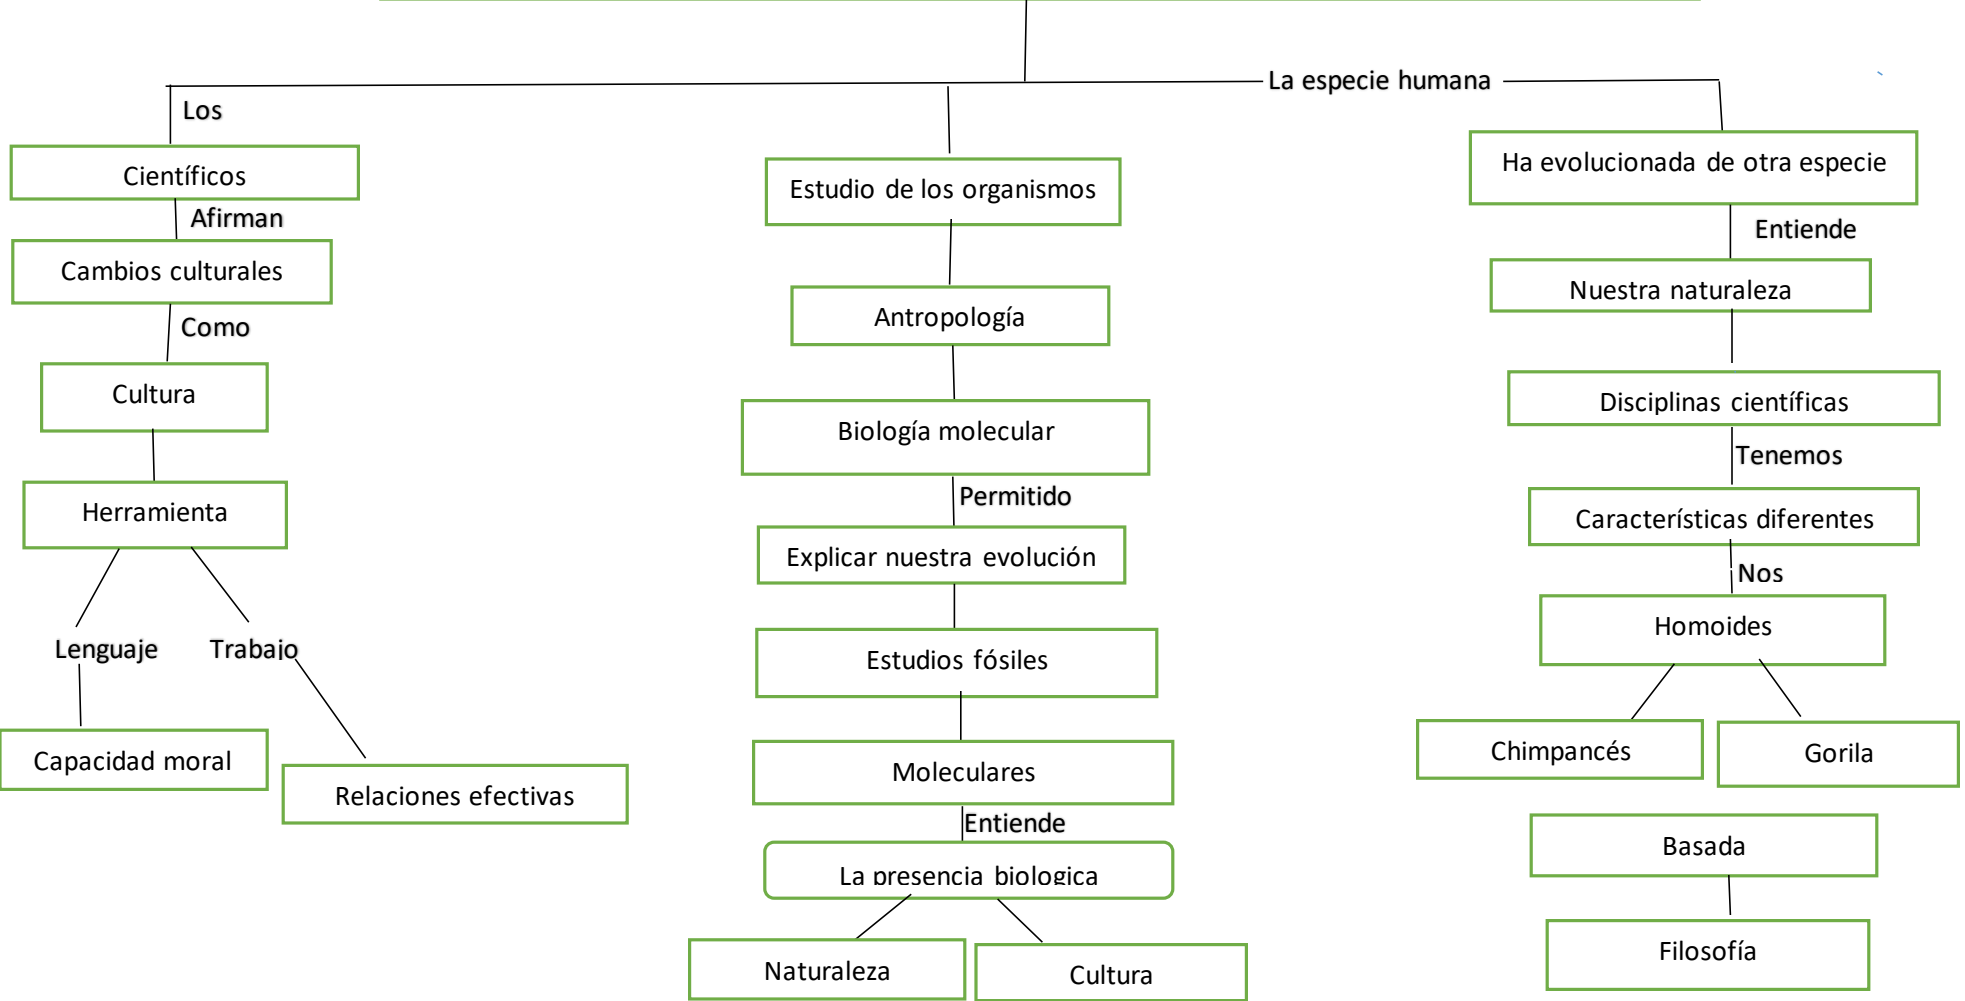 La especie humana
Los
Científicos
Afirman
Cambios culturales
Como
Cultura
Herramienta
Lenguaje
Trabajo
Capacidad moral
Relaciones efectivas
Estudio de los organismos
Antropología
Biología molecular
Permitido
Explicar nuestra evolución
Estudios fósiles
Moleculares
Entiende
La presencia biologica
Naturaleza
Cultura
Ha evolucionada de otra especie
Entiende
Nuestra naturaleza
Disciplinas científicas
Tenemos
Características diferentes
Nos
Homoides
Chimpancés
Gorila
Basada
Filosofía